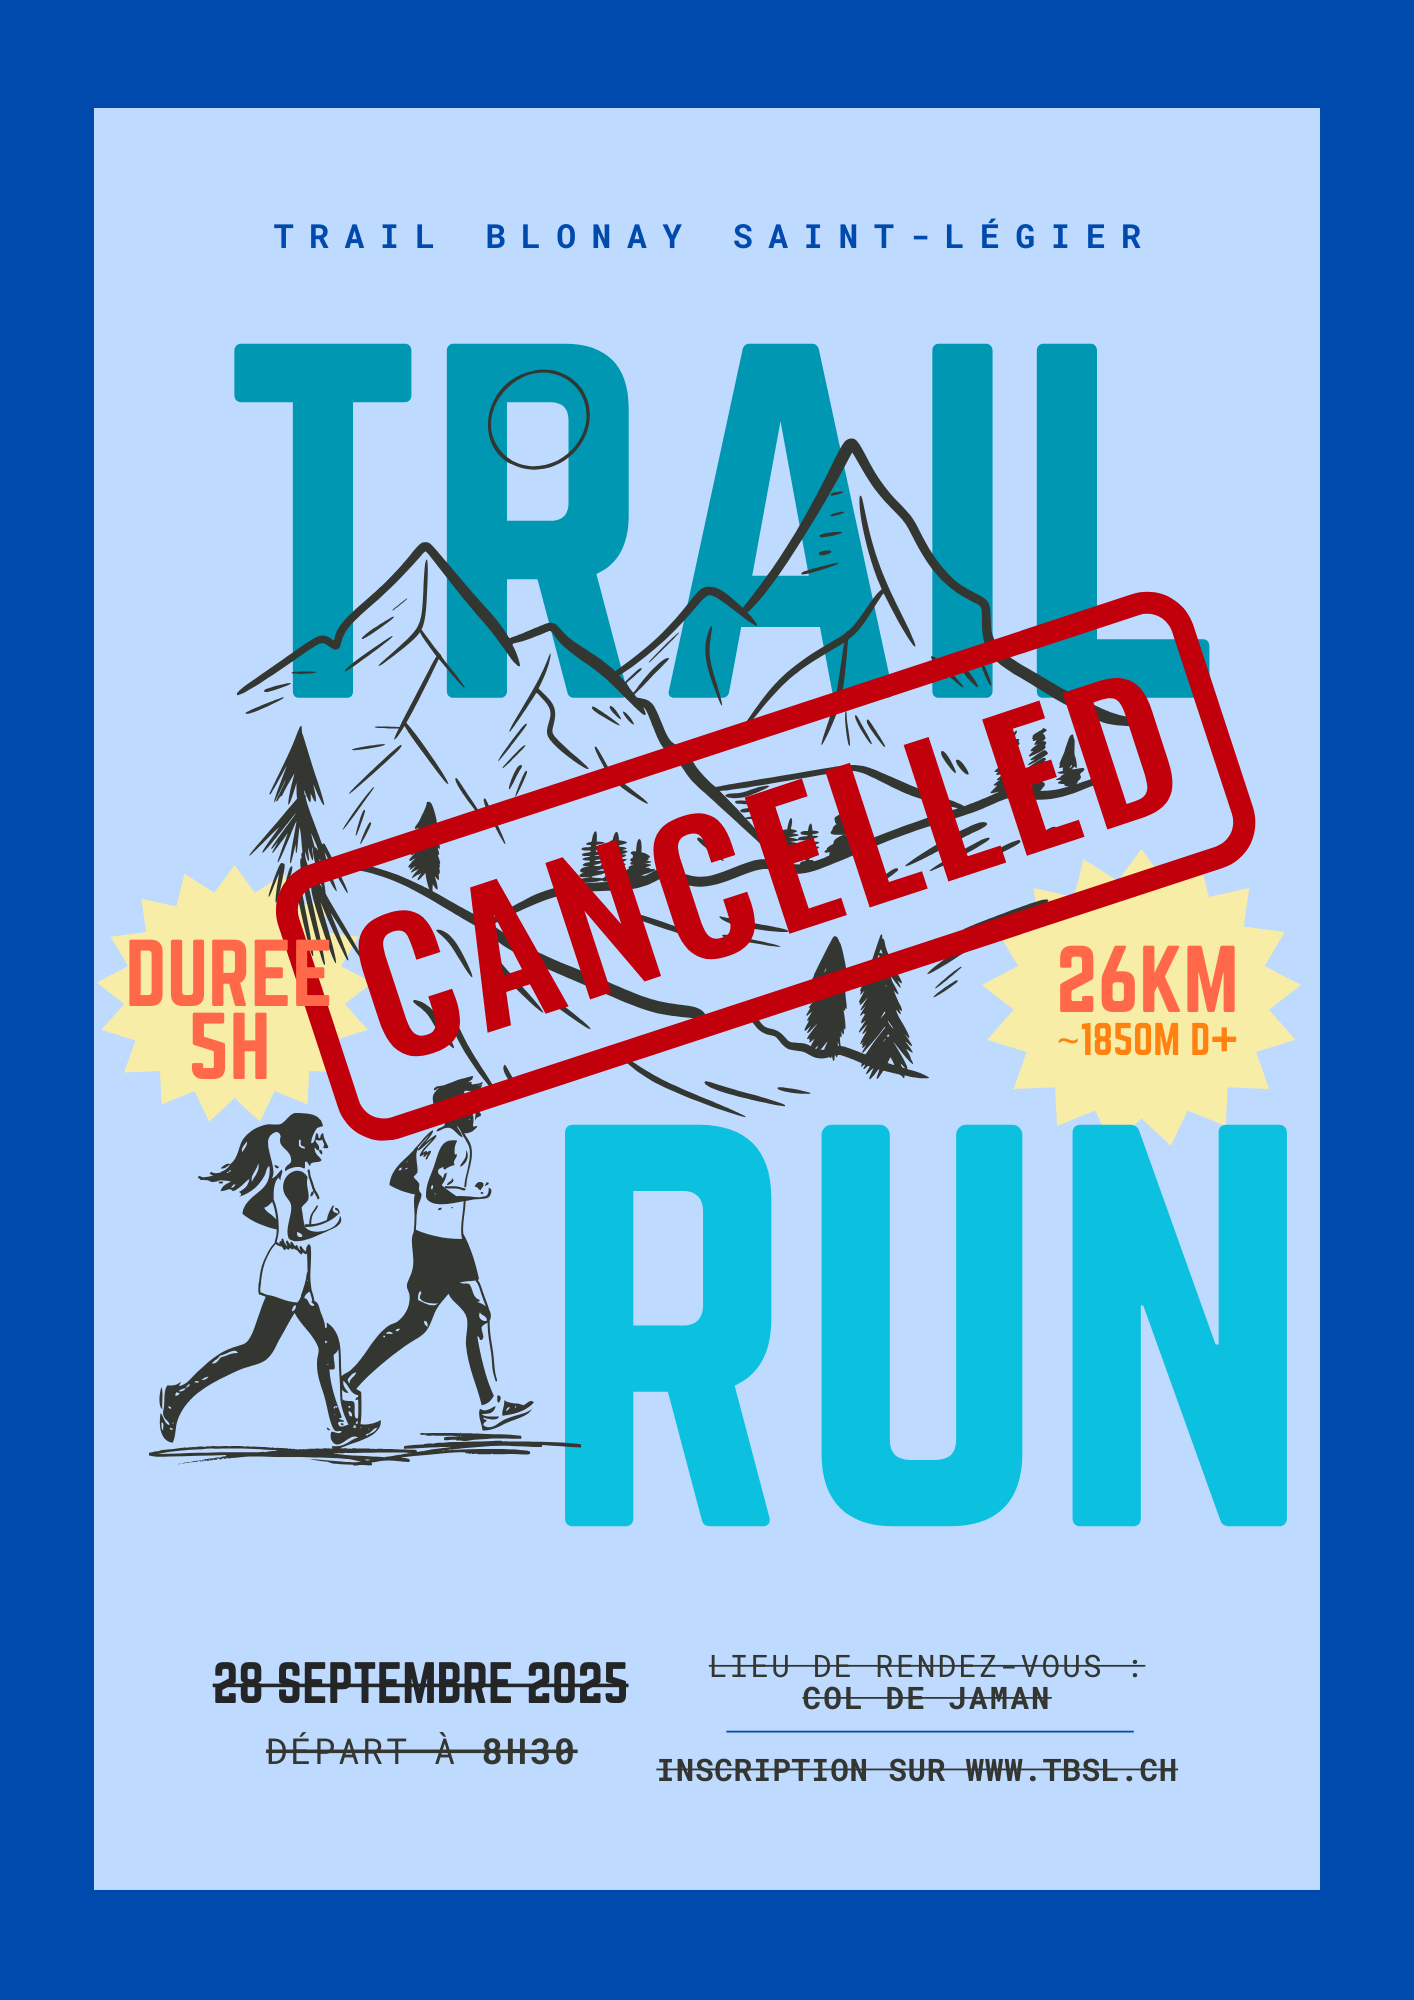 TRAIL BLONAY SAINT-LÉGIER
TRAIL
CANCELLED
DUREE
5H
26KM
~1850M D+
RUN
28 SEPTEMBRE 2025
DÉPART À 8H30
LIEU DE RENDEZ-VOUS :
COL DE JAMAN
INSCRIPTION SUR WWW.TBSL.CH